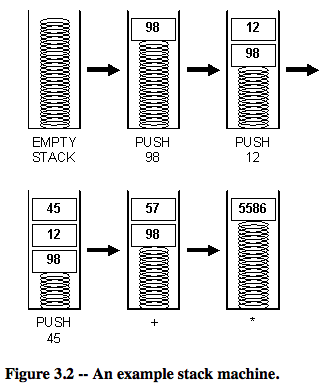 98
12
98
EMPTY
STACK
PUSH
98
PUSH
12
45
12
98
57
98
5586
PUSH
45
+
*
Figure 3.2 -- An example stack machine.